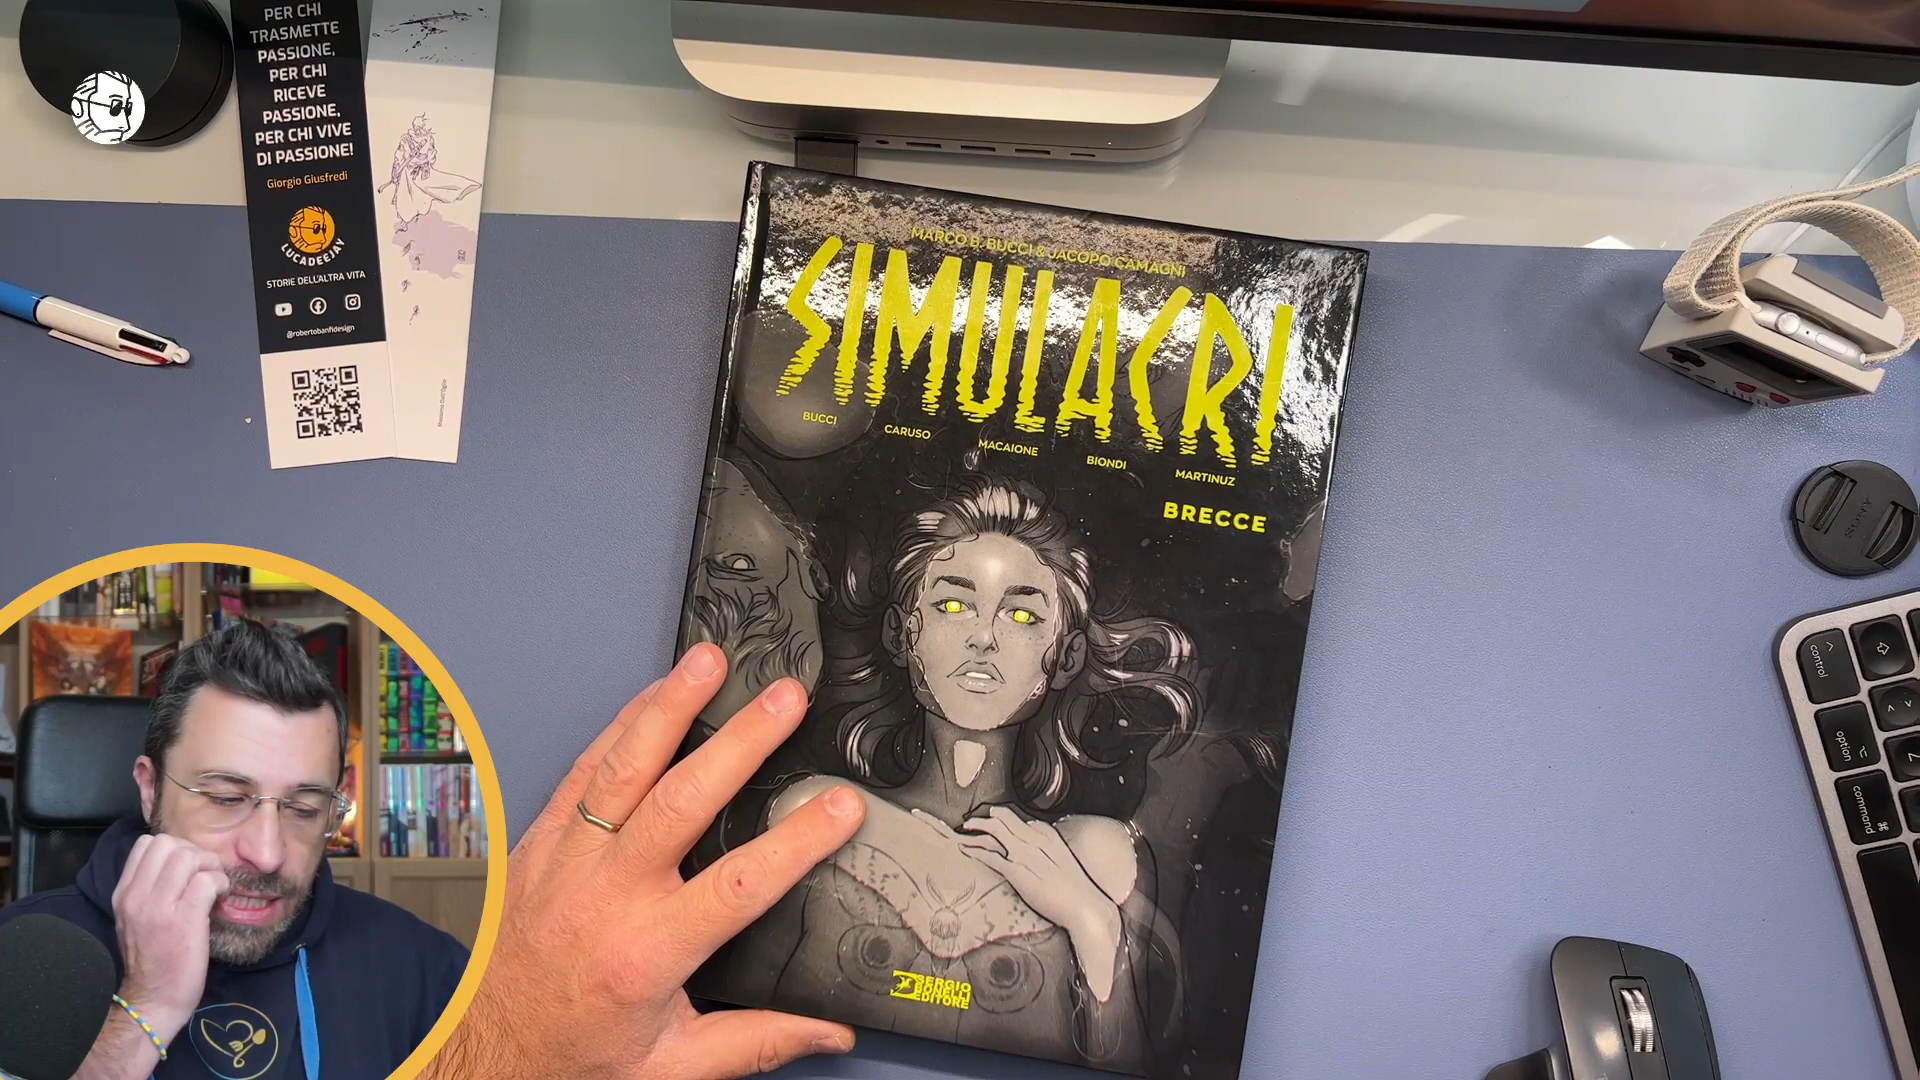 PER CHI
TRASMETTE
PASSIONE,
PER CHI
RICEVE
PASSIONE,
PER CHI VIVE
DI PASSIONE!
Giorgio Giusfredi
LUCADEEJAY
STORIE DELL'ALTRA VITA
@robertobanfidesign
MARCO B. BUCCI & JACOPO CAMAGNI
SIMULACRI
BUCCI
CARUSO
MACAIONE
BIONDI
MARTINUZ
BRECCE
SERGIO
BONELLI
EDITORE
SONY
control
option
command